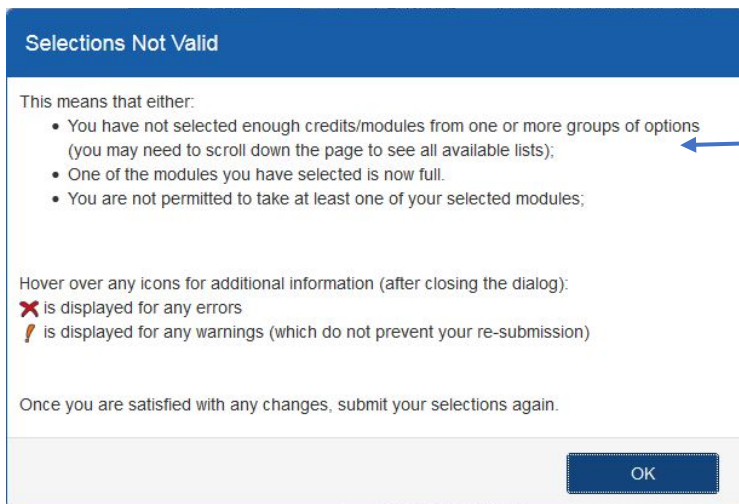 Selections Not Valid
This means that either:
• You have not selected enough credits/modules from one or more groups of options
(you may need to scroll down the page to see all available lists);
• One of the modules you have selected is now full.
• You are not permitted to take at least one of your selected modules;
Hover over any icons for additional information (after closing the dialog):
is displayed for any errors
is displayed for any warnings (which do not prevent your re-submission)
Once you are satisfied with any changes, submit your selections again.
OK